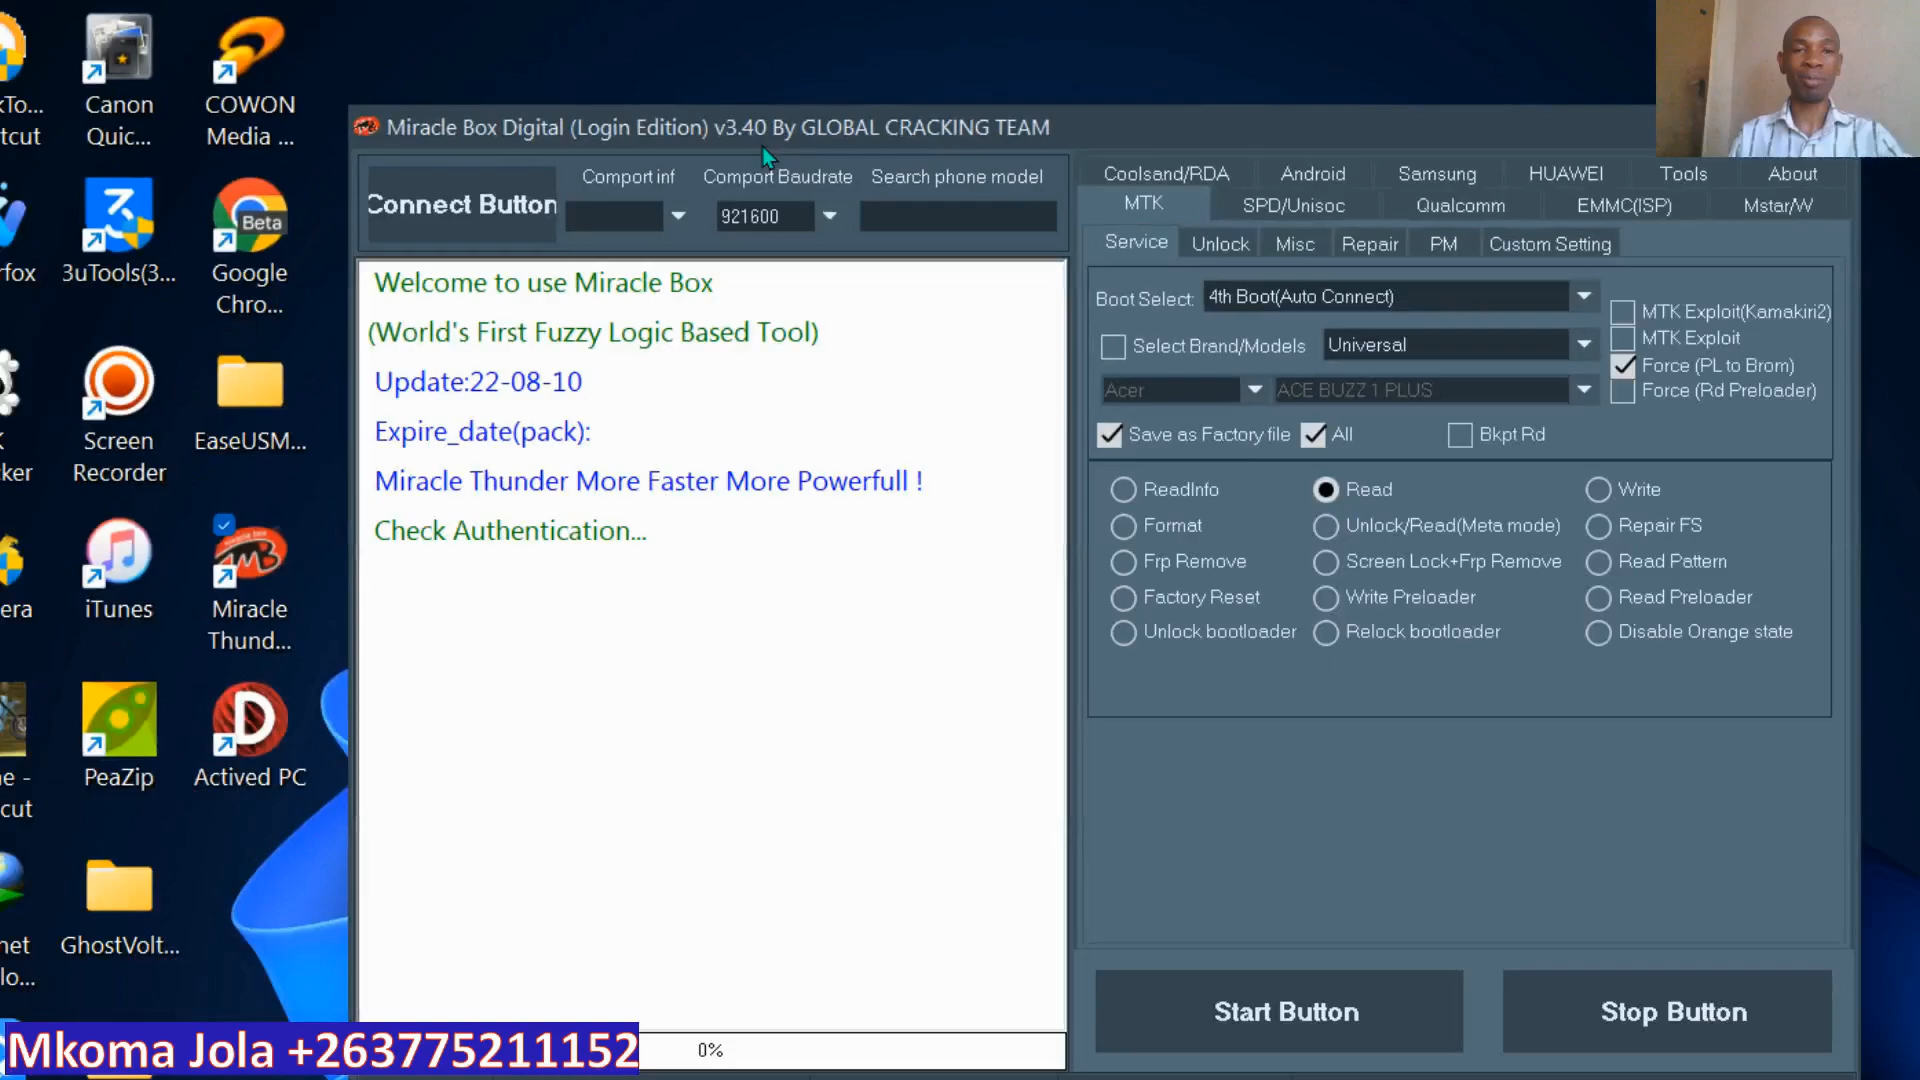 kTo...
tcut
Canon
Quic...
COWON
Media ...
rfox
3uTools(3...
Beta
Google
Chro...
K
cker
Screen
Recorder
EaseUSM...
era
iTunes
Miracle
Thund...
ne -
cut
PeaZip
Actived PC
net
lo...
GhostVolt...
Miracle Box Digital (Login Edition) v3.40 By GLOBAL CRACKING TEAM
Connect Button
Comport inf
Comport Baudrate
921600
Search phone model
Welcome to use Miracle Box
(World's First Fuzzy Logic Based Tool)
Update:22-08-10
Expire_date(pack):
Miracle Thunder More Faster More Powerfull !
Check Authentication...
0%
Coolsand/RDA Android Samsung HUAWEI Tools About
MTK SPD/Unisoc Qualcomm EMMC(ISP) Mstar/W
Service Unlock Misc Repair PM Custom Setting
Boot Select: 4th Boot(Auto Connect)
MTK Exploit(Kamakiri2)
MTK Exploit
Select Brand/Models Universal
Force (PL to Brom)
Acer ACE BUZZ 1 PLUS
Force (Rd Preloader)
Save as Factory file All Bkpt Rd
ReadInfo Read Write
Format Unlock/Read(Meta mode) Repair FS
Frp Remove Screen Lock+Frp Remove Read Pattern
Factory Reset Write Preloader Read Preloader
Unlock bootloader Relock bootloader Disable Orange state
Start Button Stop Button
Mkoma Jola +263775211152